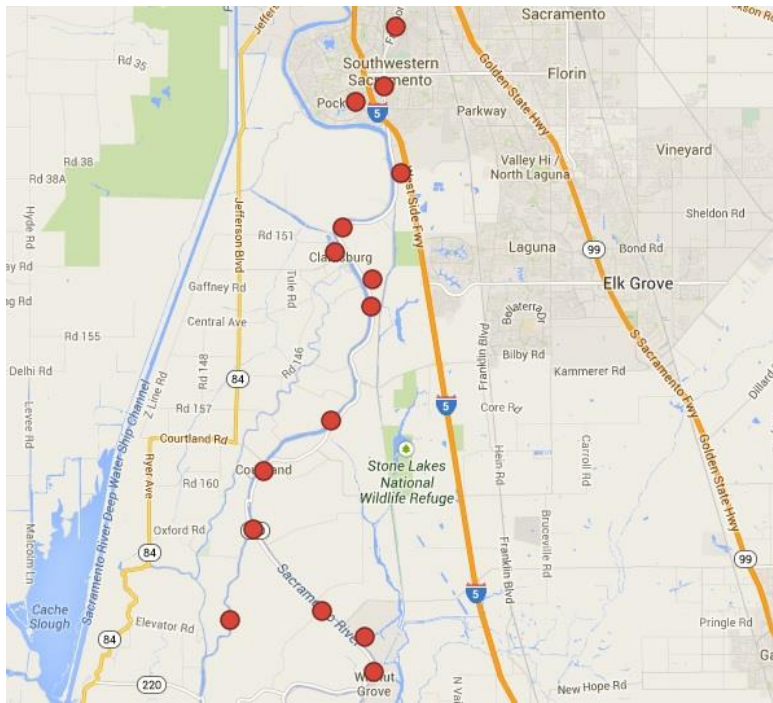 Sacramento
Jefferson
Rd 35
Southwestern
Sacramento
Florin
Golden State Hwy
5
Parkway
Vineyard
Rd 38
Valley Hi /
North Laguna
Rd 38A
Hyde Rd
Jefferson Blvd
West Side Fwy
Sheldon Rd
Rd 151
Laguna
99
Bond Rd
Gaffney Rd
Tule Rd
Elk Grove
Central Ave
Franklin Blvd
Bellaterra Dr
Rd 155
Rd 146
Bilby Rd
S Sacramento Fwy
Delhi Rd
Rd 148
Kammerer Rd
Z Line Rd
84
Dillard
Levee Rd
Rd 157
5
Core Rd
Courtland Rd
Carroll Rd
Golden State Hwy
Ryer Ave
Hein Rd
Stone Lakes
National
Wildlife Refuge
Rd 160
Sacramento River Deep Water Ship Channel
Oxford Rd
Bruceville Rd
Malcolm Ln
84
99
Franklin Blvd
Sacramento River
5
Cache
Slough
Elevator Rd
84
Pringle Rd
220
New Hope Rd
Grove